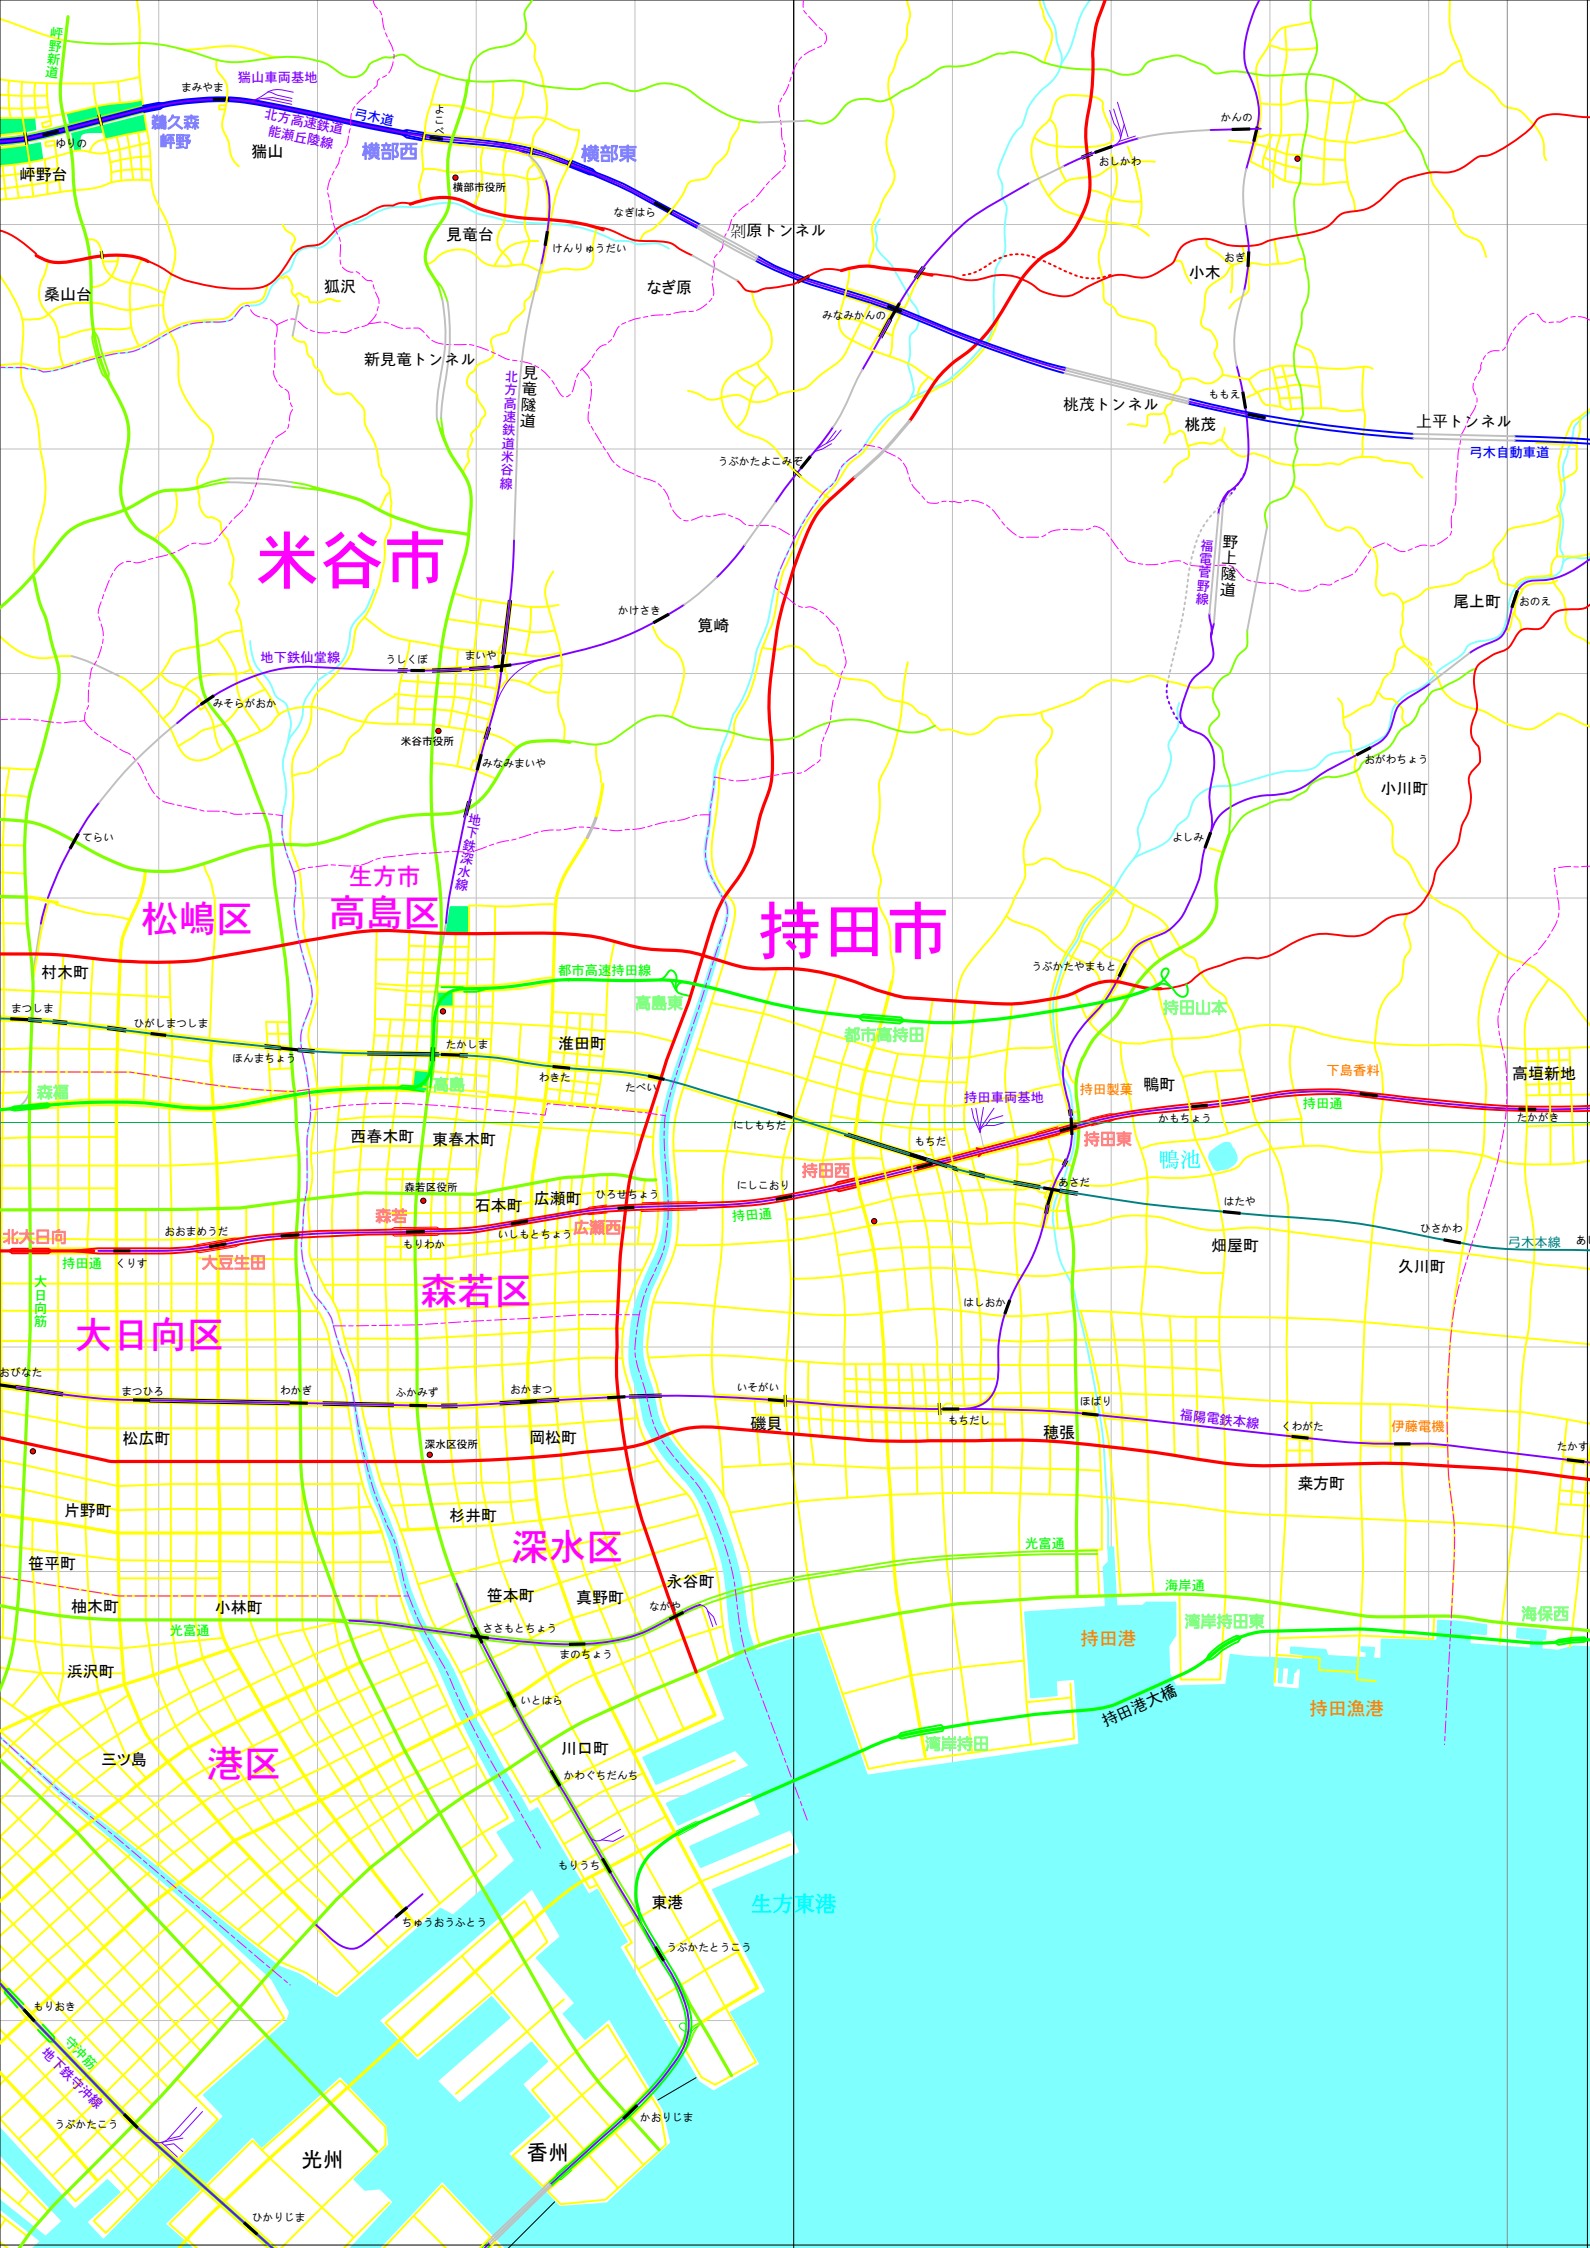 岼野新道
まみやま
猯山車両基地
北方高速鉄道
能瀬丘陵線
弓木道
よこべ
鵜久森
岼野
ゆりの
岼野台
猯山
横部西
横部東
横部市役所
なぎはら
剁原トンネル
おしかわ
かんの
見竜台
けんりゅうだい
桑山台
狐沢
なぎ原
みなみかんの
おぎ
小木
新見竜トンネル
見竜隧道
北方高速鉄道米谷線
桃茂トンネル
ももえ
桃茂
上平トンネル
弓木自動車道
うぶかたよこみぞ
米谷市
福電菅野線
野上隧道
かけさき
筧崎
尾上町
おのえ
地下鉄仙堂線
うしくぼ
まいや
みそらがおか
米谷市役所
みなみまいや
おがわちょう
小川町
てらい
地下鉄深水線
よしみ
生方市
高島区
松嶋区
持田市
村木町
都市高速持田線
高島東
うぶかたやまもと
持田山本
まつしま
ひがしまつしま
ほんまちょう
たかしま
淮田町
わきた
たべい
都市高持田
森棚
高島
持田車両基地
持田製菓
鴨町
下島香料
高垣新地
かもちょう
持田通
たかがき
西春木町
東春木町
にしもちだ
もちだ
持田東
鴨池
持田西
森若区役所
石本町
広瀬町
ひろせちょう
にしこおり
あさだ
はたや
北大日向
持田通
くりす
おおまめうだ
大豆生田
森若
もりわか
いしもとちょう
広瀬西
持田通
畑屋町
ひさかわ
久川町
弓木本線
大日向筋
森若区
大日向区
はしおか
おびなた
まつひろ
わかぎ
ふかみず
おかまつ
いそがい
もちだし
ほばり
福陽電鉄本線
くわがた
伊藤電機
たかす
松広町
深水区役所
岡松町
磯貝
穂張
桒方町
片野町
杉井町
笹平町
深水区
光富通
柚木町
小林町
笹本町
真野町
永谷町
ながや
海岸通
海保西
光富通
ささもとちょう
まのちょう
持田港
湾岸持田東
浜沢町
いとはら
持田港大橋
持田漁港
三ツ島
港区
川口町
かわぐちだんち
湾岸持田
もりうち
東港
生方東港
ちゅうおうふとう
うぶかたとうこう
もりおき
守沖筋
地下鉄守沖線
うぶかたこう
かおりじま
光州
香州
ひかりじま